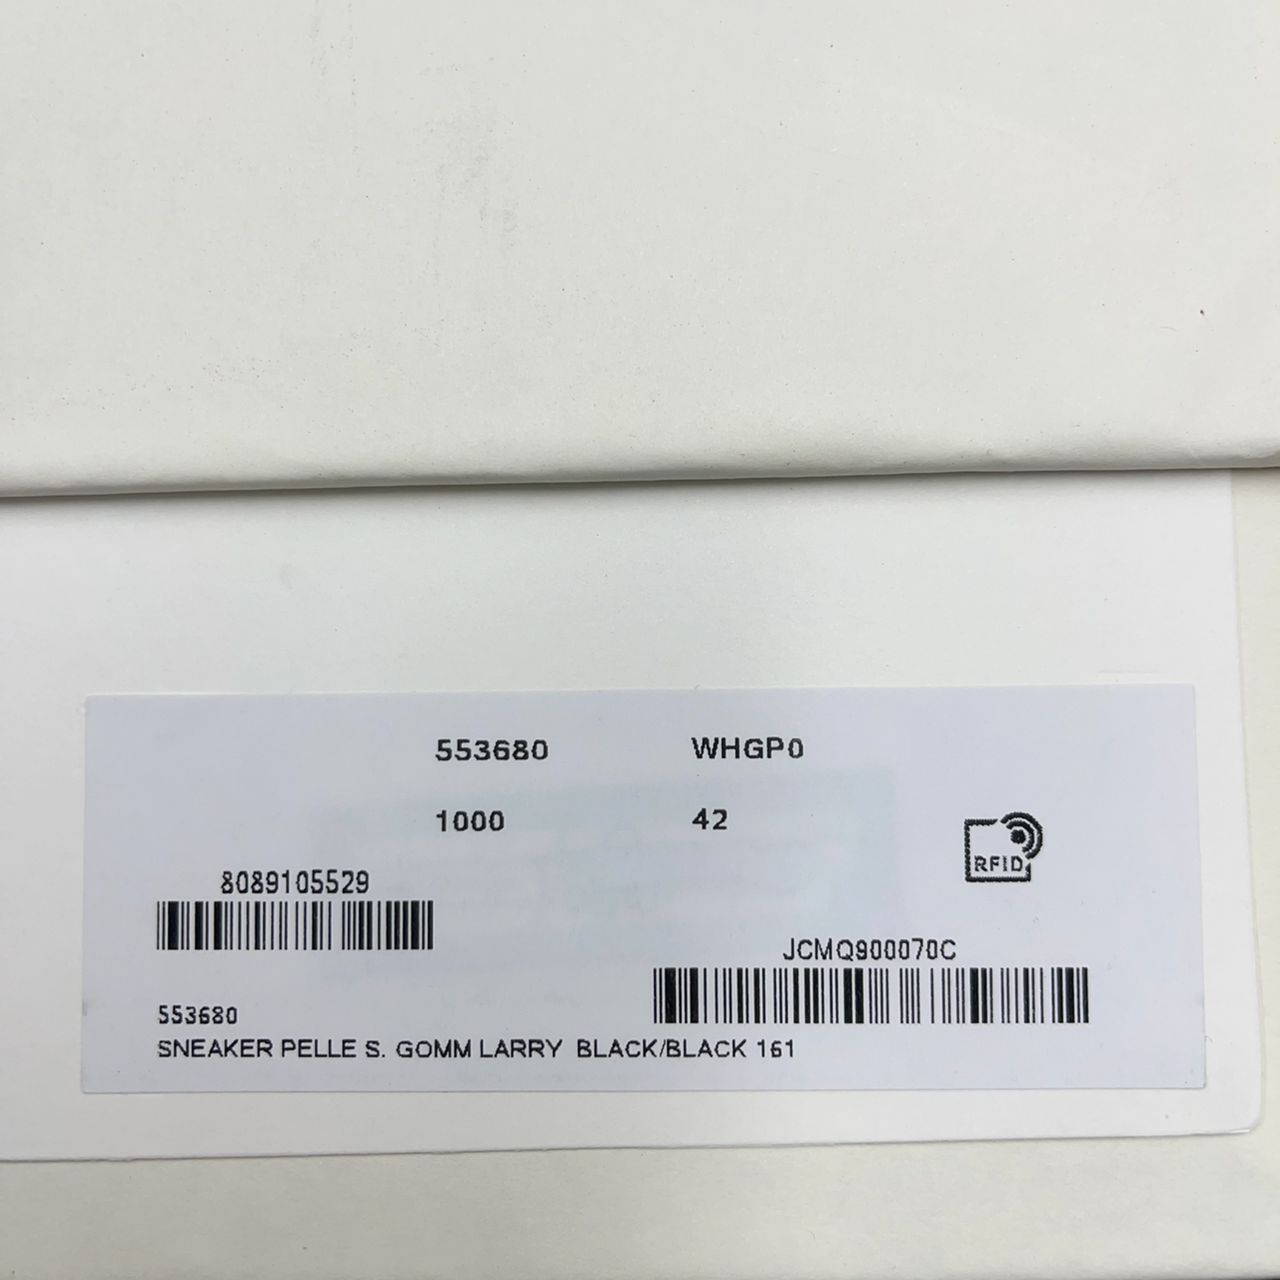 553680 WHGP0
1000 42
RFID
8089105529
JCMQ900070C
553680
SNEAKER PELLE S. GOMM LARRY BLACK/BLACK 161